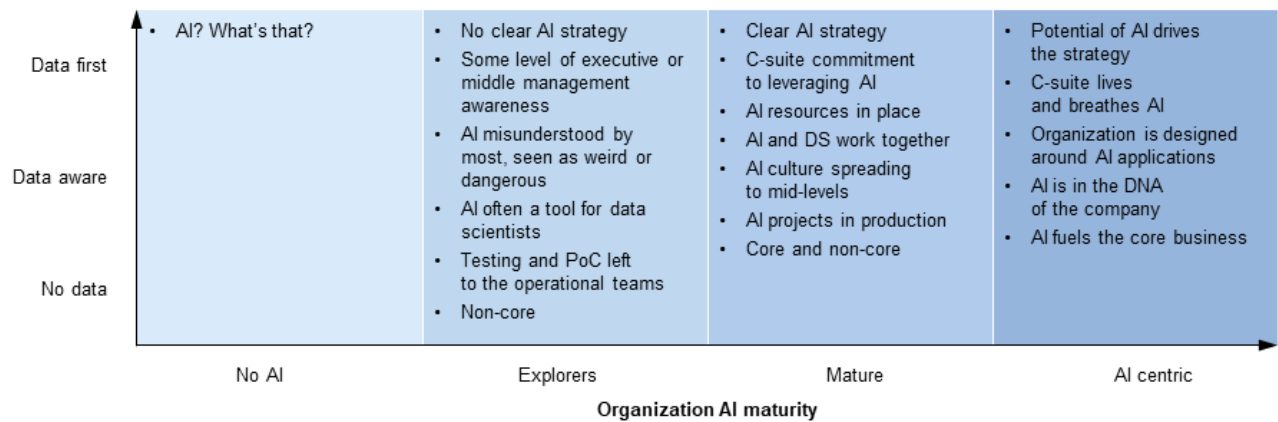 Data first
Data aware
No data
• AI? What's that?
• No clear AI strategy
• Some level of executive or
middle management
awareness
• AI misunderstood by
most, seen as weird or
dangerous
• AI often a tool for data
scientists
• Testing and PoC left
to the operational teams
• Non-core
• Clear AI strategy
• C-suite commitment
to leveraging AI
• AI resources in place
• AI and DS work together
• AI culture spreading
to mid-levels
• AI projects in production
• Core and non-core
• Potential of AI drives
the strategy
• C-suite lives
and breathes AI
• Organization is designed
around AI applications
• AI is in the DNA
of the company
• AI fuels the core business
No AI
Explorers
Mature
AI centric
Organization AI maturity